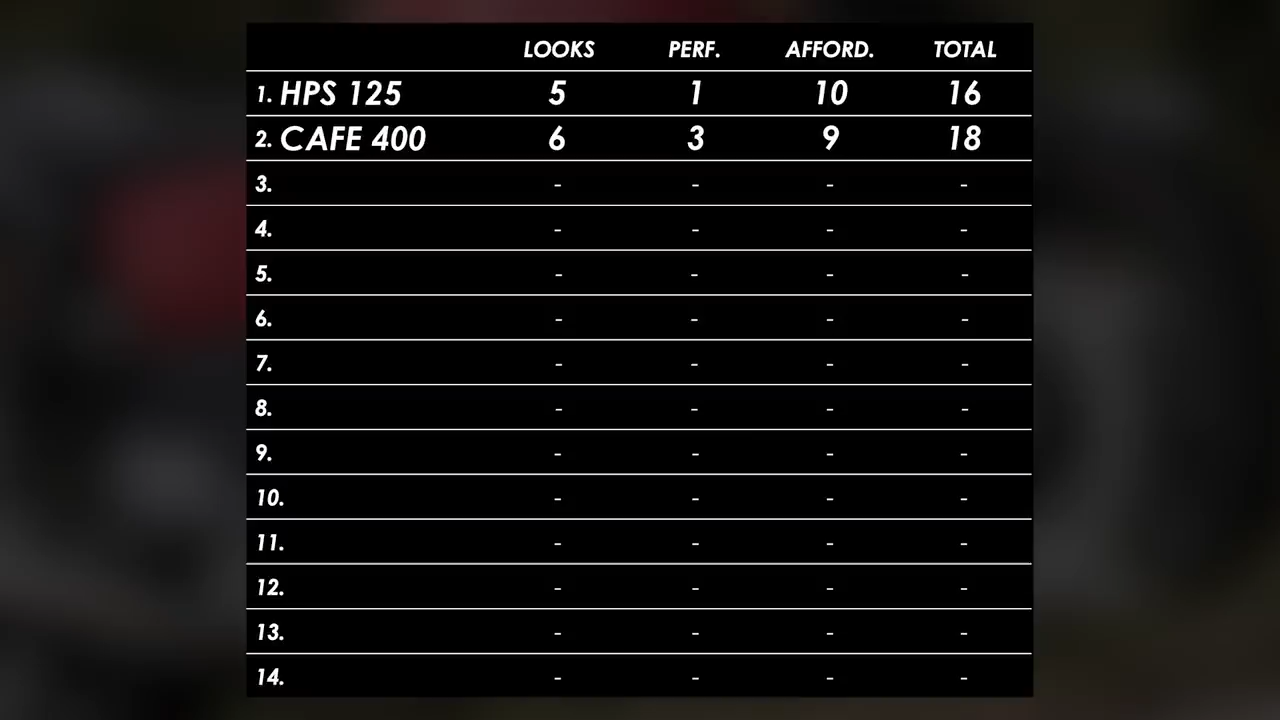 LOOKS PERF. AFFORD. TOTAL
1. HPS 125 5 1 10 16
2. CAFE 400 6 3 9 18
3. - - - -
4. - - - -
5. - - - -
6. - - - -
7. - - - -
8. - - - -
9. - - - -
10. - - - -
11. - - - -
12. - - - -
13. - - - -
14. - - - -